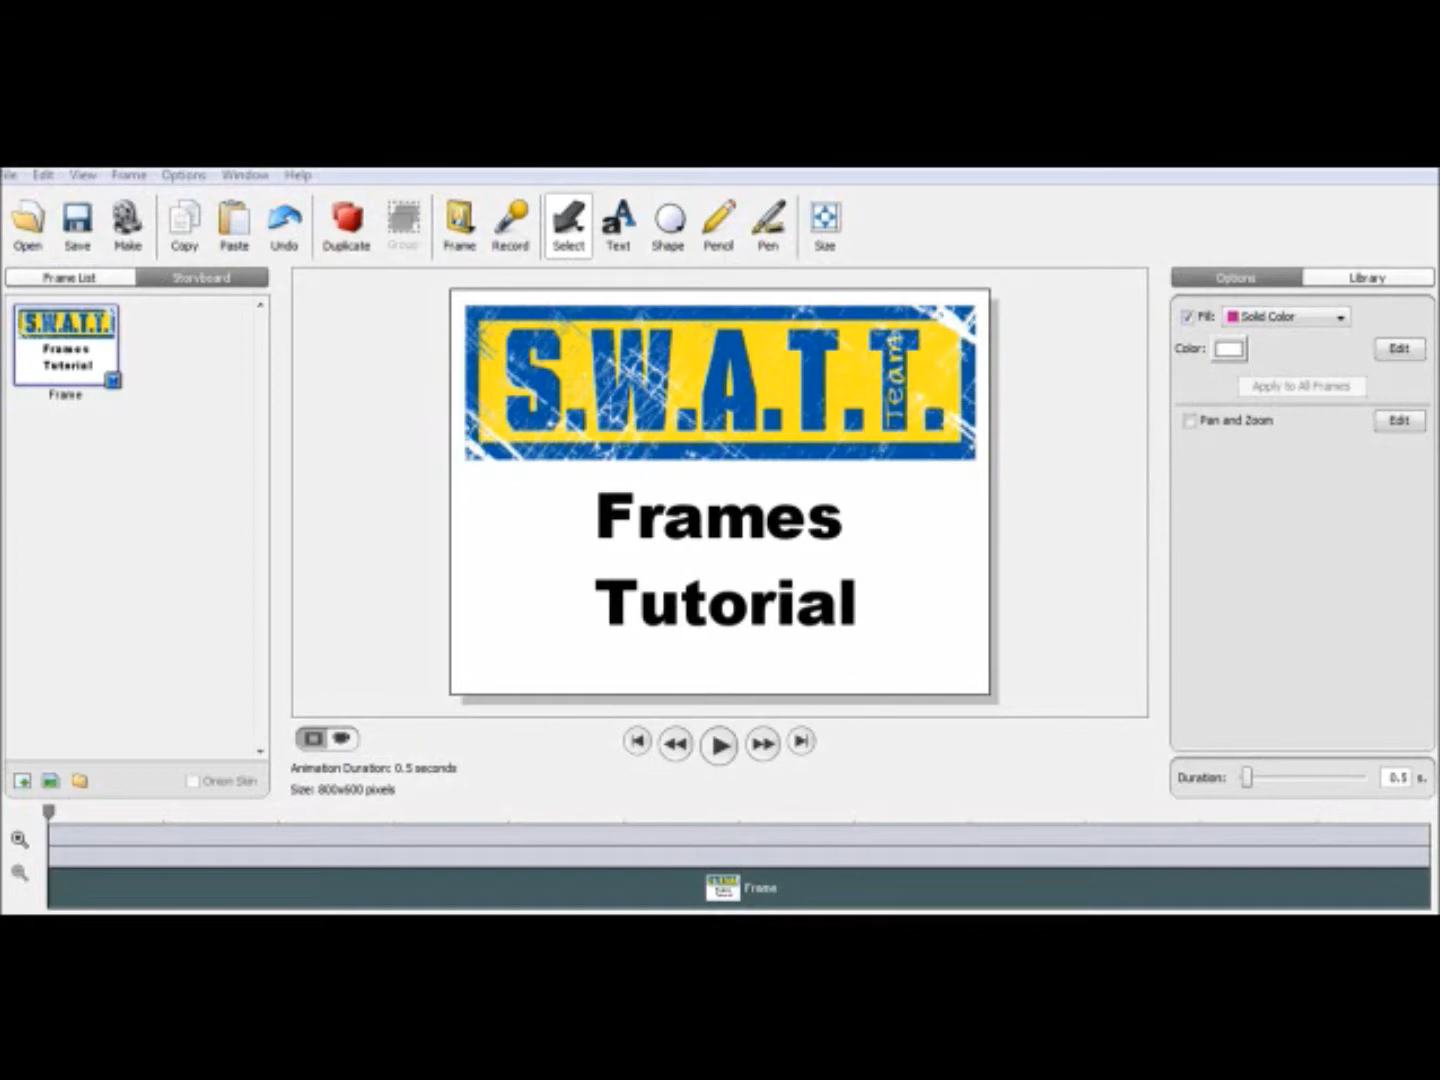 ile Edit View Frame Options Window Help
Open Save Make Copy Paste Undo Duplicate Group Frame Record Select Text Shape Pencil Pen Size
Frame List Storyboard
Options Library
S.W.A.T.T.
Frames
Tutorial
Frame
S.W.A.T.T. Team
Frames
Tutorial
Fill: Solid Color
Color: Edit
Apply to All Frames
Pan and Zoom Edit
Onion Skin
Animation Duration: 0.5 seconds
Size: 800x600 pixels
Duration: 0.5 s.
Frame